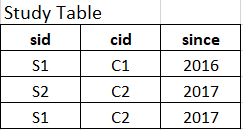 Study Table
sid cid since
S1 C1 2016
S2 C2 2017
S1 C2 2017